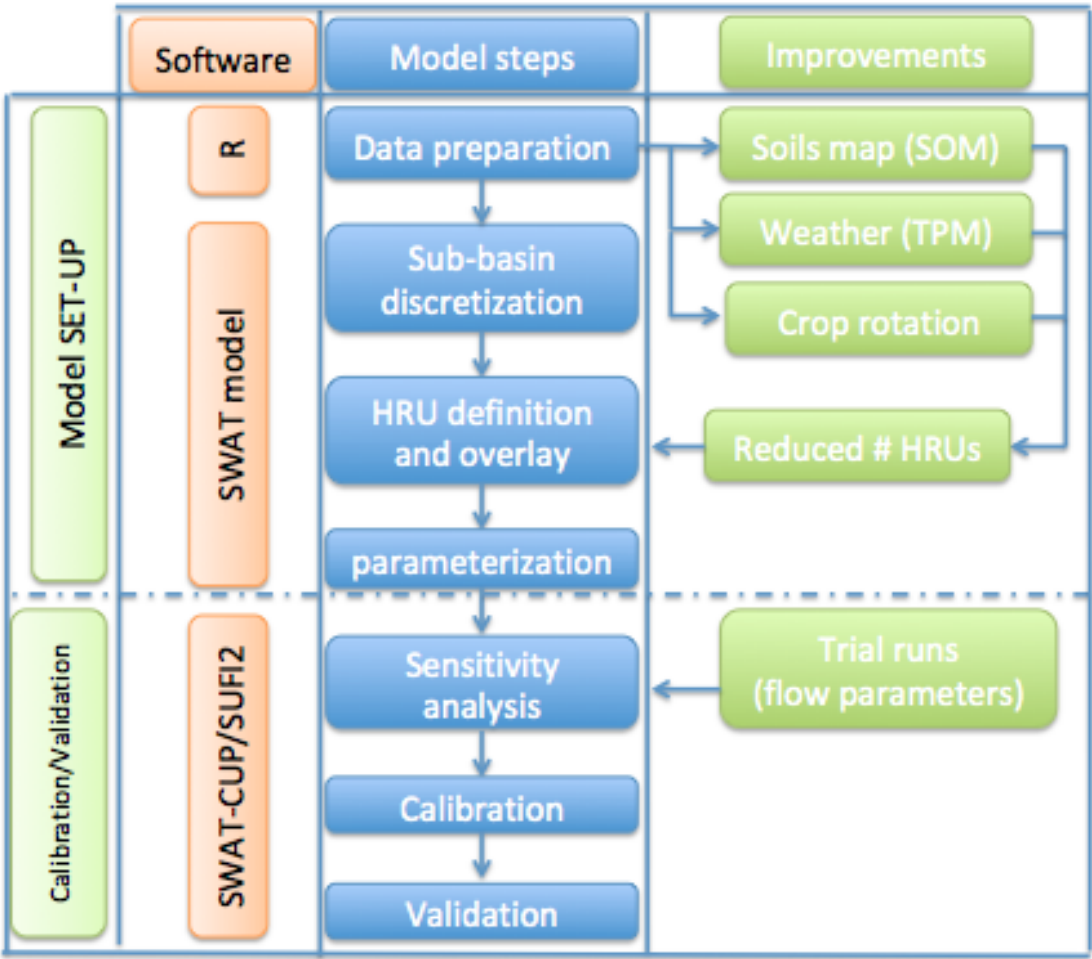 Software
Model steps
Improvements
Model SET-UP
R
Data preparation
Soils map (SOM)
Weather (TPM)
Crop rotation
SWAT model
Sub-basin
discretization
HRU definition
and overlay
Reduced # HRUs
parameterization
Calibration/Validation
SWAT-CUP/SUFI2
Sensitivity
analysis
Trial runs
(flow parameters)
Calibration
Validation